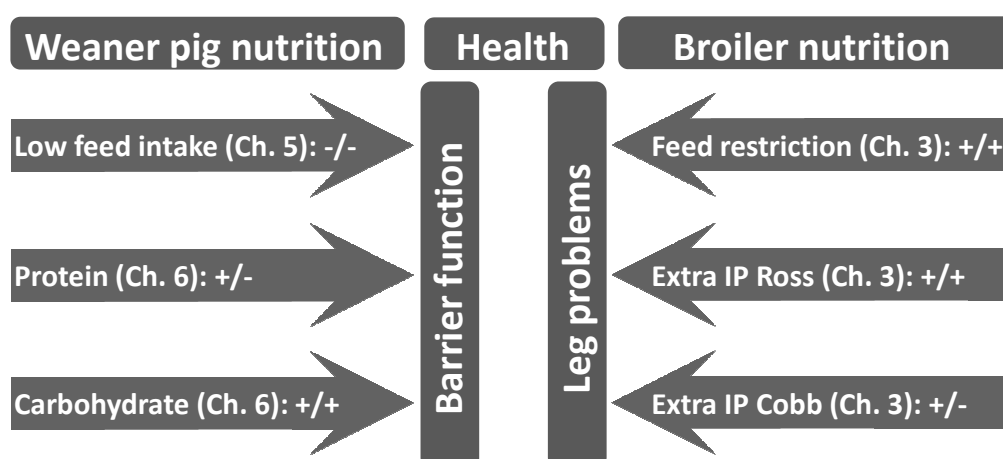 Weaner pig nutrition
Health
Broiler nutrition
Low feed intake (Ch. 5): -/-
Protein (Ch. 6): +/-
Carbohydrate (Ch. 6): +/+
Barrier function
Leg problems
Feed restriction (Ch. 3): +/+
Extra IP Ross (Ch. 3): +/+
Extra IP Cobb (Ch. 3): +/-